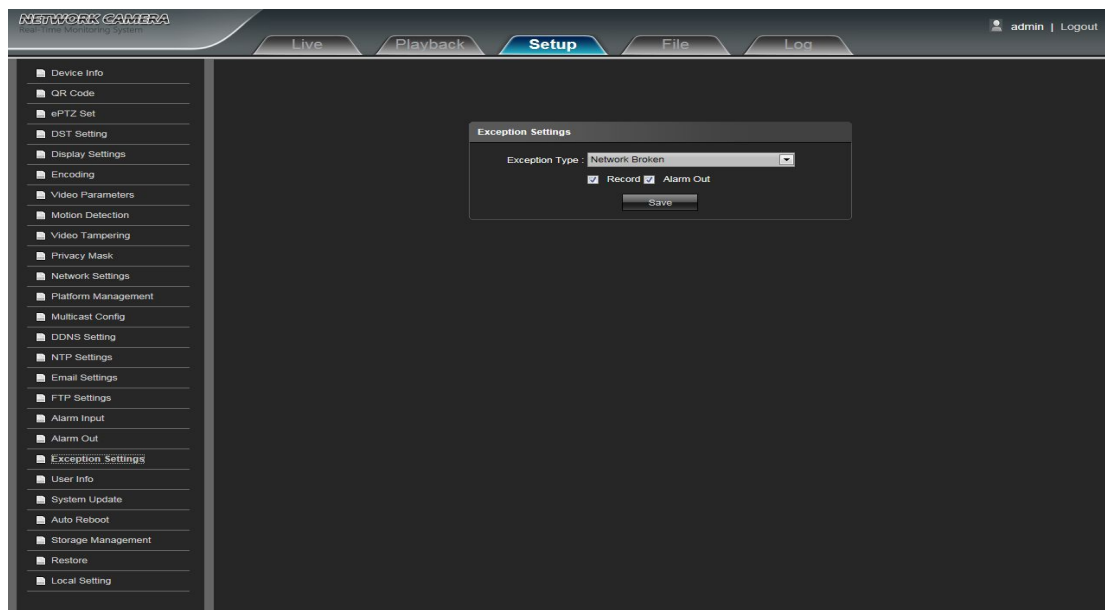 NETWORK CAMERA
Real-Time Monitoring System
admin | Logout
Live Playback Setup File Log
Device Info
QR Code
ePTZ Set
DST Setting
Display Settings
Encoding
Video Parameters
Motion Detection
Video Tampering
Privacy Mask
Network Settings
Platform Management
Multicast Config
DDNS Setting
NTP Settings
Email Settings
FTP Settings
Alarm Input
Alarm Out
Exception Settings
User Info
System Update
Auto Reboot
Storage Management
Restore
Local Setting
Exception Settings
Exception Type : Network Broken
Record Alarm Out
Save